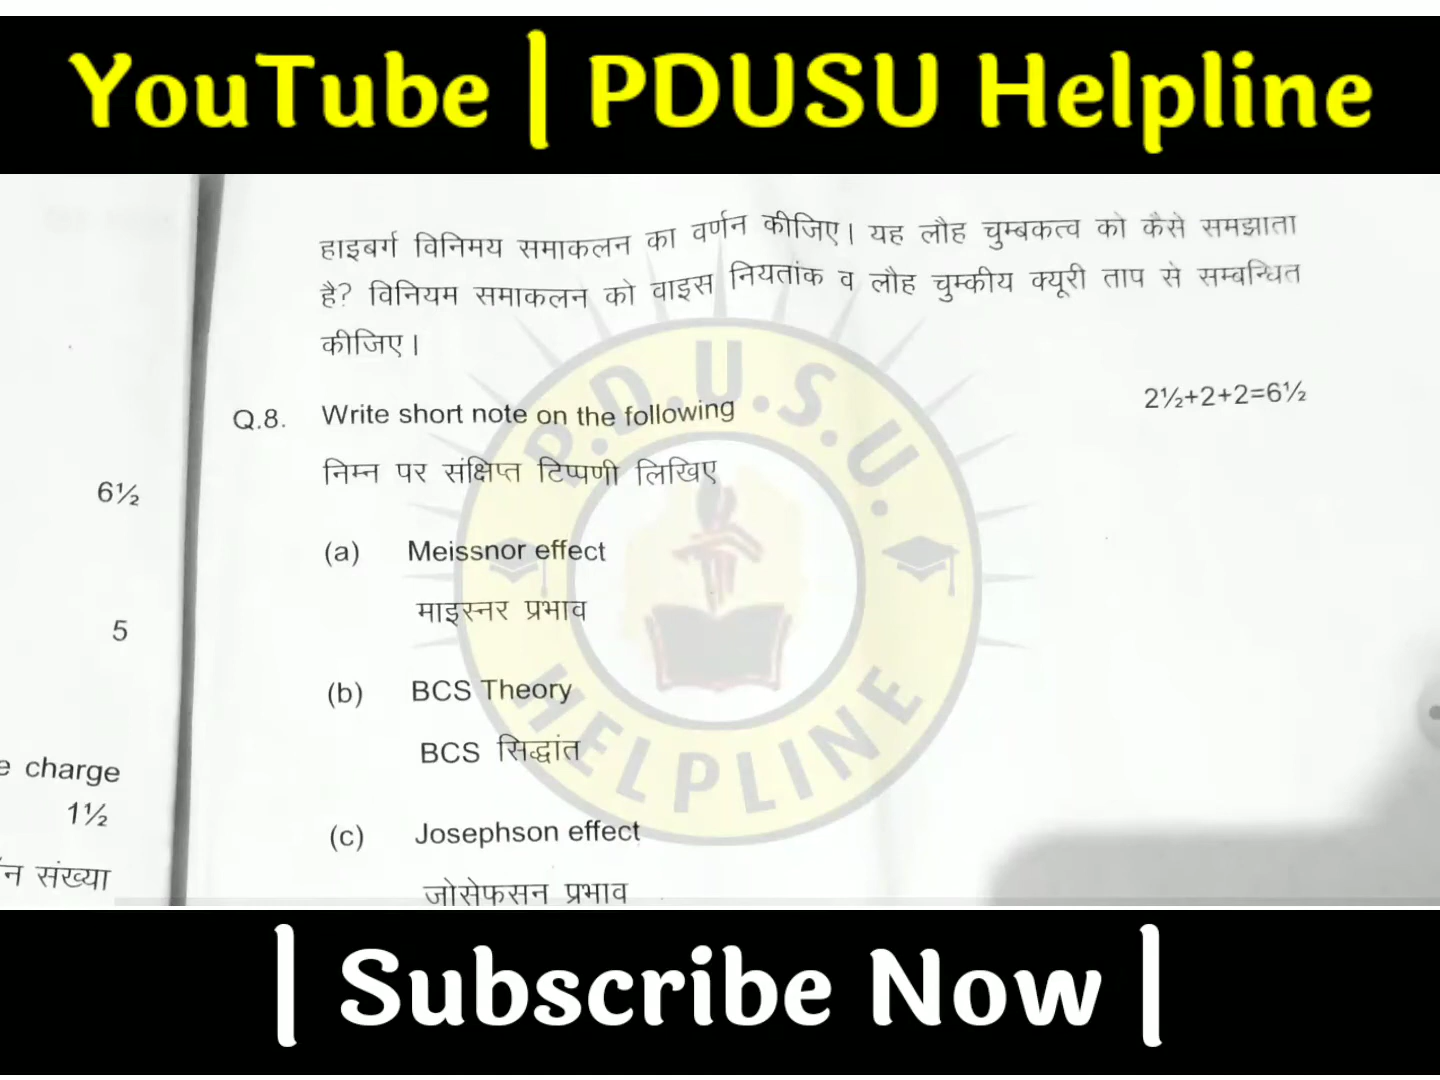 YouTube | PDUSU Helpline
हाइबर्ग विनिमय समाकलन का वर्णन कीजिए। यह लौह चुम्बकत्व को कैसे समझाता
है? विनियम समाकलन को वाइस नियतांक व लौह चुम्कीय क्यूरी ताप से सम्बन्धित
कीजिए।
2½+2+2=6½
Q.8. Write short note on the following
निम्न पर संक्षिप्त टिप्पणी लिखिए
(a) Meissnor effect
माइस्नर प्रभाव
(b) BCS Theory
BCS सिद्धांत
(c) Josephson effect
जोसेफसन प्रभाव
6½
5
e charge
1½
न संख्या
P.D.U.S.U.
HELPLINE
| Subscribe Now |